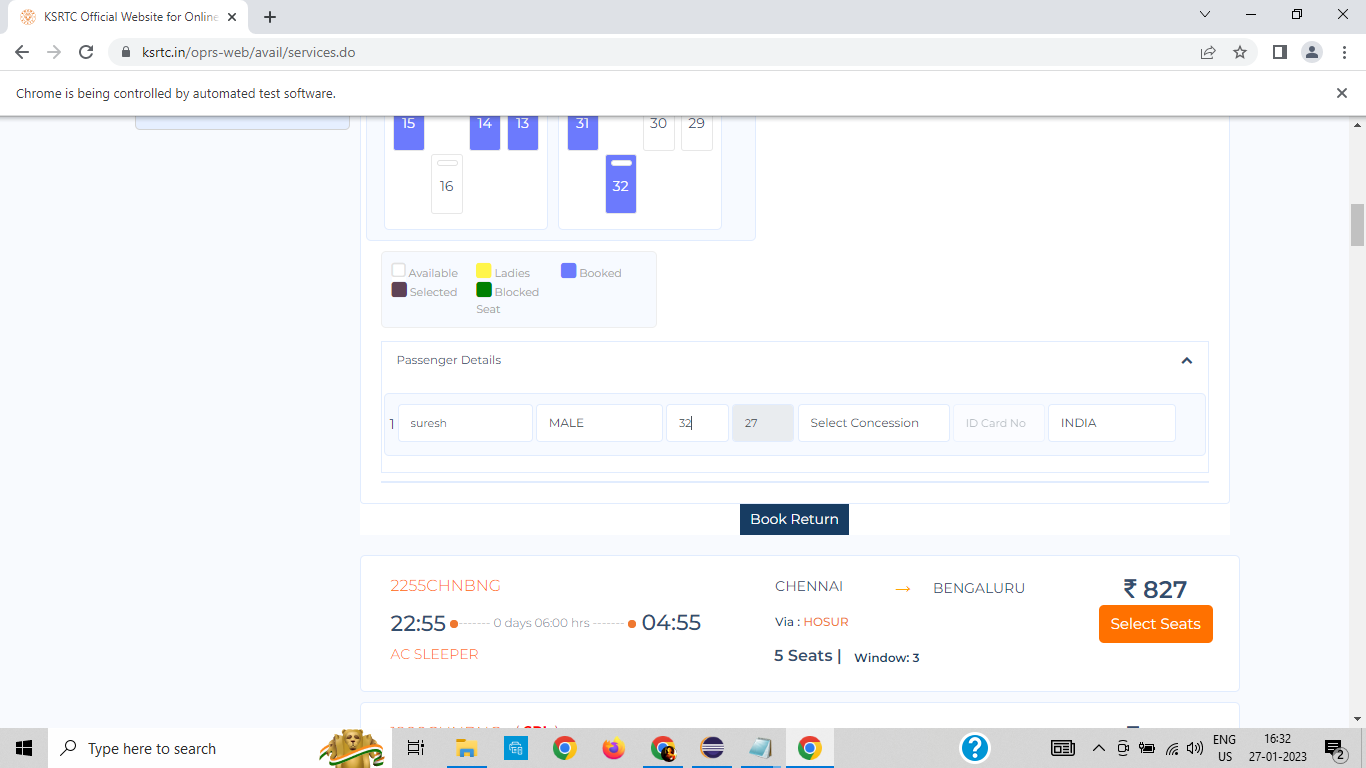 KSRTC Official Website for Online
ksrtc.in/oprs-web/avail/services.do
Chrome is being controlled by automated test software.
15 14 13 31 30 29
16 32
Available Ladies Booked
Selected Blocked
Seat
Passenger Details
1 suresh MALE 32 27 Select Concession ID Card No INDIA
Book Return
2255CHNBNG CHENNAI → BENGALURU ₹ 827
22:55 ------- 0 days 06:00 hrs ------- 04:55 Via : HOSUR Select Seats
AC SLEEPER 5 Seats | Window: 3
Type here to search
ENG 16:32
US 27-01-2023 2